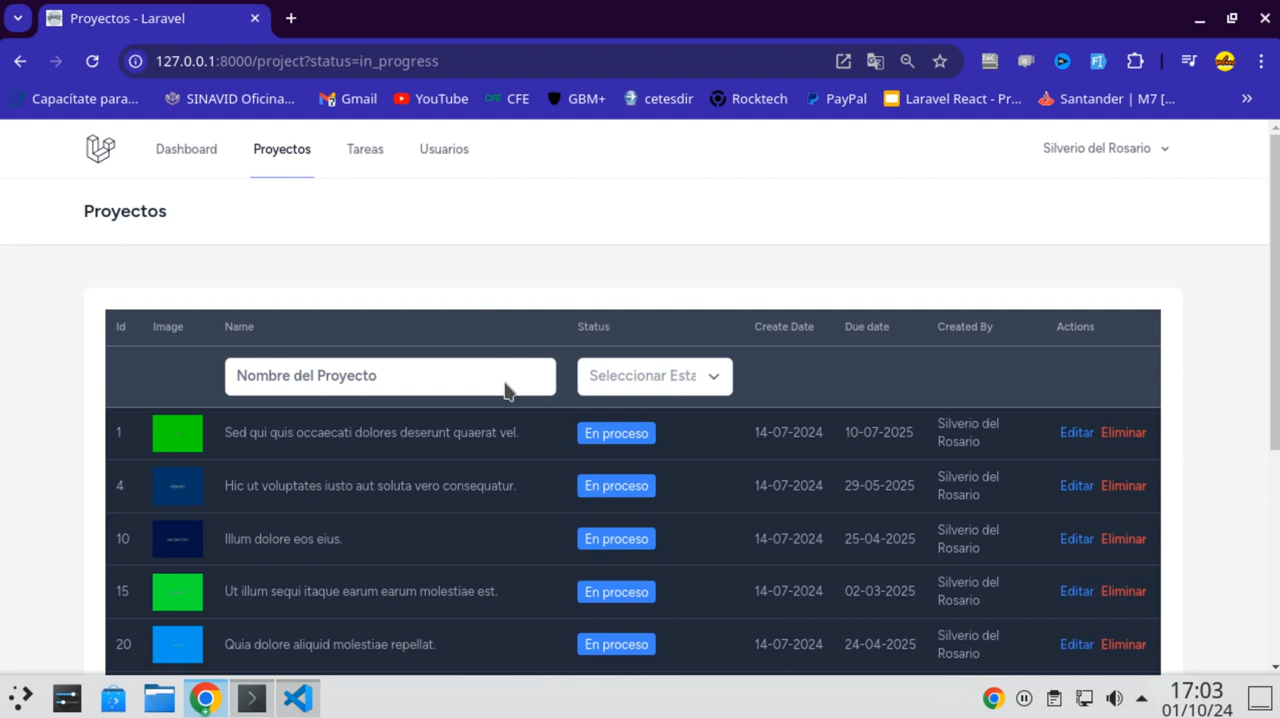 Proyectos - Laravel
127.0.0.1:8000/project?status=in_progress
Capacítate para... SINAVID Oficina... Gmail YouTube CFE CFE GBM+ cetesdir Rocktech PayPal Laravel React - Pr... Santander | M7 [... »
Dashboard Proyectos Tareas Usuarios Silverio del Rosario
Proyectos
Id Image Name Status Create Date Due date Created By Actions
Nombre del Proyecto Seleccionar Esta
1 Sed qui quis occaecati dolores deserunt quaerat vel. En proceso 14-07-2024 10-07-2025 Silverio del Rosario Editar Eliminar
4 Hic ut voluptates iusto aut soluta vero consequatur. En proceso 14-07-2024 29-05-2025 Silverio del Rosario Editar Eliminar
10 Illum dolore eos eius. En proceso 14-07-2024 25-04-2025 Silverio del Rosario Editar Eliminar
15 Ut illum sequi itaque earum earum molestiae est. En proceso 14-07-2024 02-03-2025 Silverio del Rosario Editar Eliminar
20 Quia dolore aliquid molestiae repellat. En proceso 14-07-2024 24-04-2025 Silverio del Rosario Editar Eliminar
17:03
01/10/24